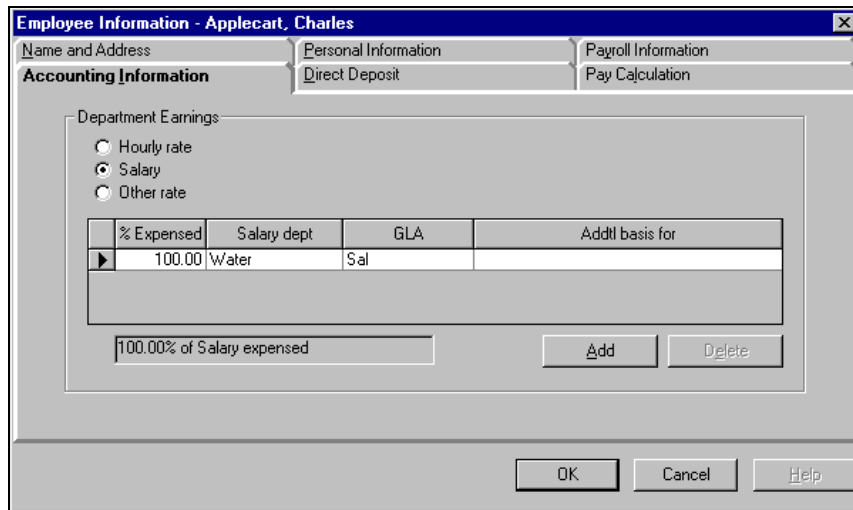 Employee Information - Applecart, Charles
Name and Address Personal Information Payroll Information
Accounting Information Direct Deposit Pay Calculation
Department Earnings
Hourly rate
Salary
Other rate
% Expensed Salary dept GLA Addtl basis for
100.00 Water Sal
100.00% of Salary expensed Add Delete
OK Cancel Help